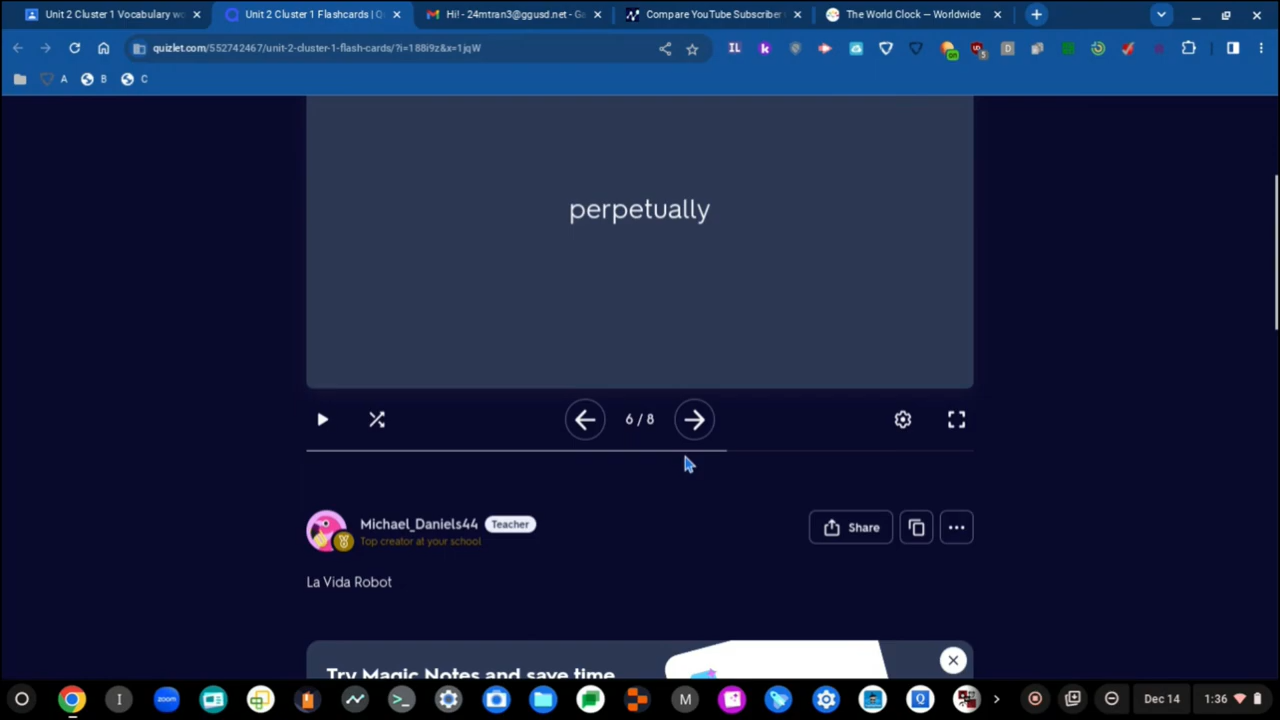 Unit 2 Cluster 1 Vocabulary wo
Unit 2 Cluster 1 Flashcards | Q
Hi! - 24mtran3@ggusd.net - G
Compare YouTube Subscriber
The World Clock — Worldwide
quizlet.com/552742467/unit-2-cluster-1-flash-cards/?i=188i9z&x=1jqW
A B C
perpetually
6 / 8
Michael_Daniels44 Teacher
Top creator at your school
Share
La Vida Robot
Try Magic Notes and save time
Dec 14 1:36